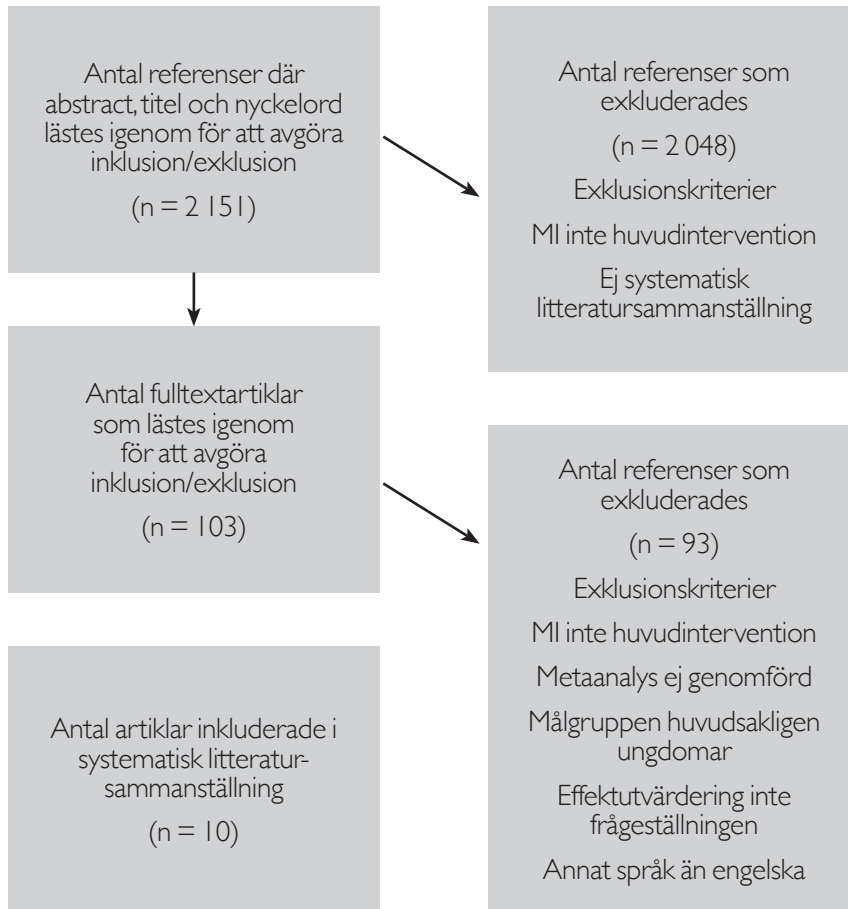 Antal referenser där
abstract, titel och nyckelord
lästes igenom för att avgöra
inklusion/exklusion
(n = 2 151)
Antal referenser som
exkluderades
(n = 2 048)
Exklusionskriterier
MI inte huvudintervention
Ej systematisk
litteratursammanställning
Antal fulltextartiklar
som lästes igenom
för att avgöra
inklusion/exklusion
(n = 103)
Antal referenser som
exkluderades
(n = 93)
Exklusionskriterier
MI inte huvudintervention
Metaanalys ej genomförd
Målgruppen huvudsakligen
ungdomar
Effektutvärdering inte
frågeställningen
Annat språk än engelska
Antal artiklar inkluderade i
systematisk litteratur-
sammanställning
(n = 10)